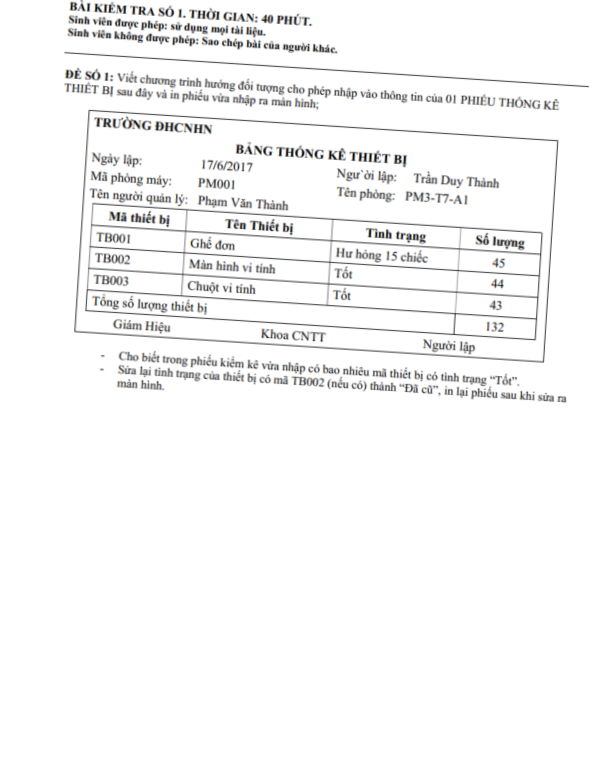 BÀI KIỂM TRA SỐ 1. THỜI GIAN: 40 PHÚT.
Sinh viên được phép: sử dụng mọi tài liệu.
Sinh viên không được phép: Sao chép bài của người khác.
ĐỀ SỐ 1: Viết chương trình hướng đối tượng cho phép nhập vào thông tin của 01 PHIẾU THỐNG KÊ
THIẾT BỊ sau đây và in phiếu vừa nhập ra màn hình;
TRƯỜNG ĐHCNHN
BẢNG THỐNG KÊ THIẾT BỊ
Ngày lập: 17/6/2017 Ngư`ời lập: Trần Duy Thành
Mã phòng máy: PM001 Tên phòng: PM3-T7-A1
Tên người quản lý: Phạm Văn Thành
Mã thiết bị Tên Thiết bị Tình trạng Số lượng
TB001 Ghế đơn Hư hỏng 15 chiếc 45
TB002 Màn hình vi tính Tốt 44
TB003 Chuột vi tính Tốt 43
Tổng số lượng thiết bị 132
Giám Hiệu Khoa CNTT Người lập
- Cho biết trong phiếu kiểm kê vừa nhập có bao nhiêu mã thiết bị có tình trạng “Tốt”.
- Sửa lại tình trạng của thiết bị có mã TB002 (nếu có) thành “Đã cũ”, in lại phiếu sau khi sửa ra
màn hình.